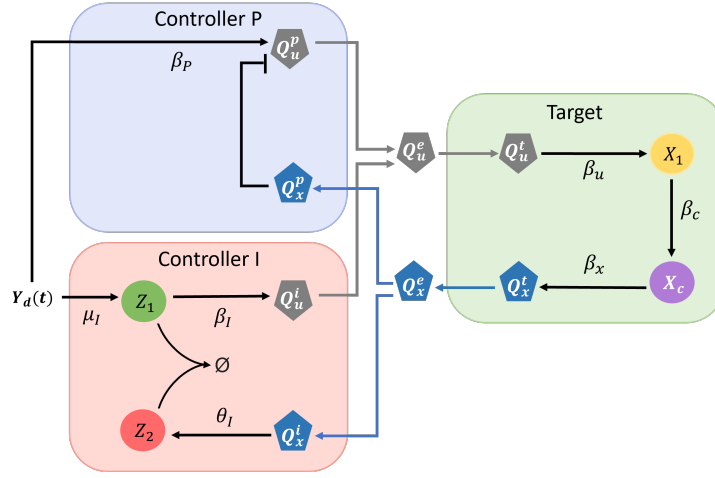 Controller P
Q_u^p
β_P
Q_x^p
Target
Q_u^e
Q_u^t
X_1
β_u
β_c
Controller I
Y_d(t)
μ_I
Z_1
β_I
Q_u^i
Q_x^e
Q_x^t
β_x
X_c
Ø
Z_2
θ_I
Q_x^i